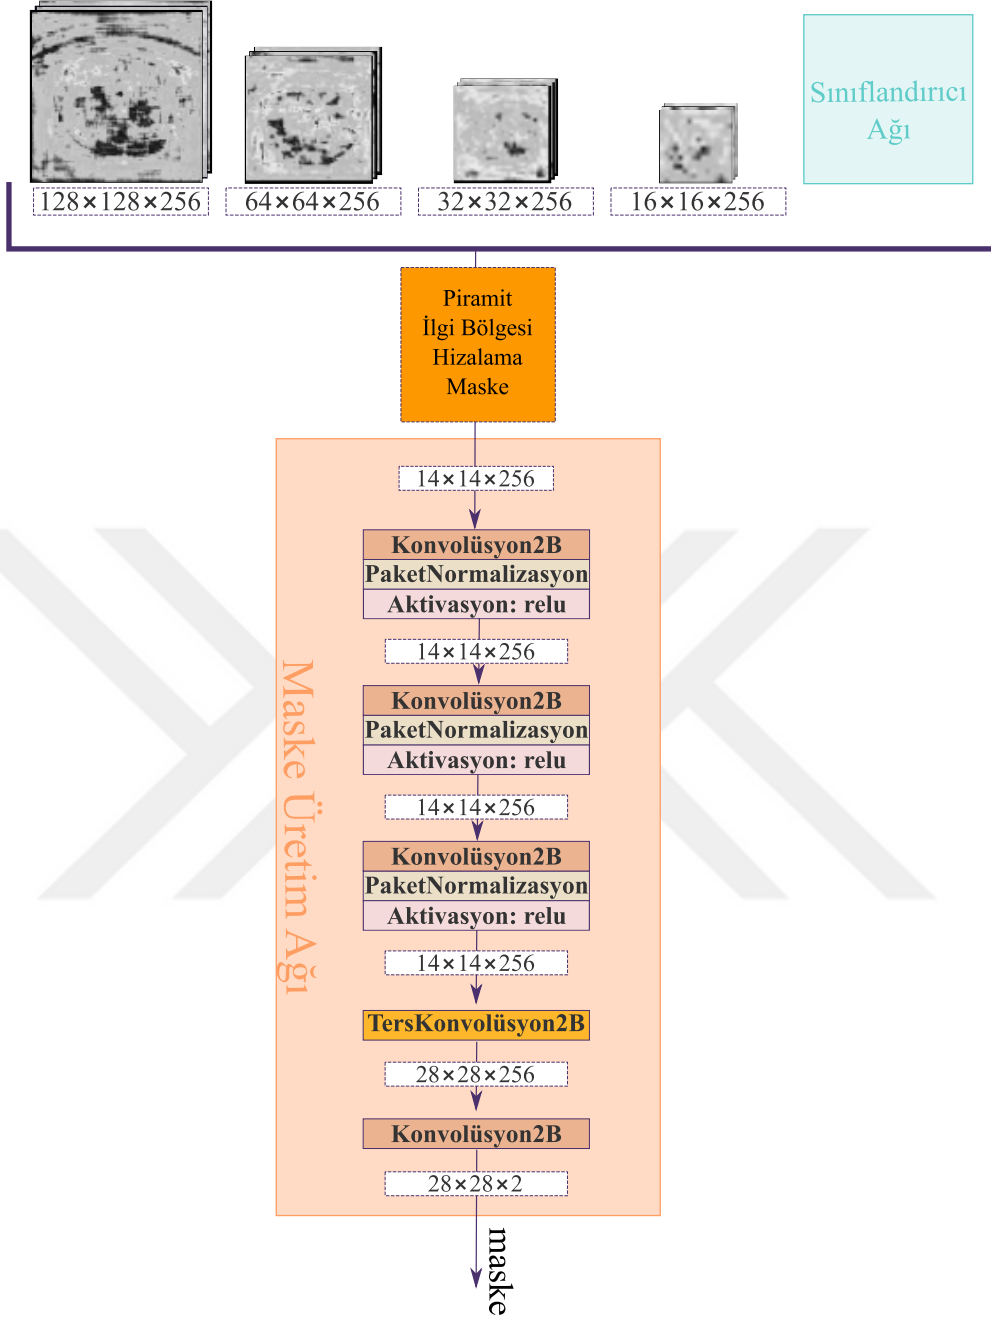 Sınıflandırıcı
Ağı
128×128×256
64×64×256
32×32×256
16×16×256
Piramit
İlgi Bölgesi
Hizalama
Maske
14×14×256
Konvolüsyon2B
PaketNormalizasyon
Aktivasyon: relu
14×14×256
Konvolüsyon2B
PaketNormalizasyon
Aktivasyon: relu
14×14×256
Konvolüsyon2B
PaketNormalizasyon
Aktivasyon: relu
14×14×256
TersKonvolüsyon2B
28×28×256
Konvolüsyon2B
28×28×2
Maske Üretim Ağı
maske